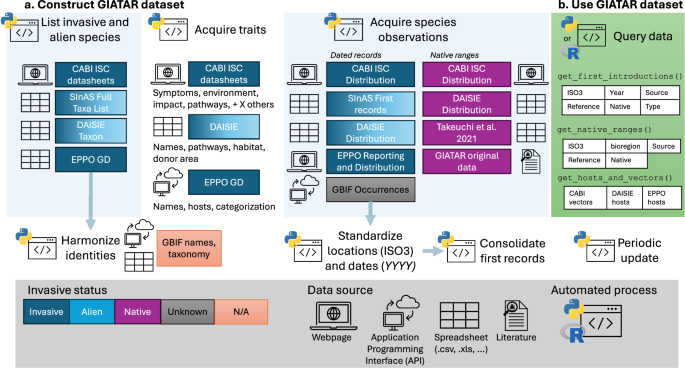 a. Construct GIATAR dataset
List invasive and
alien species
CABI ISC
datasheets
SInAS Full
Taxa List
DAISIE
Taxon
EPPO GD
Harmonize
identities
GBIF names,
taxonomy
Acquire traits
CABI ISC
datasheets
Symptoms, environment,
impact, pathways, + X others
DAISIE
Names, pathways, habitat,
donor area
EPPO GD
Names, hosts, categorization
Acquire species
observations
Dated records
Native ranges
CABI ISC
Distribution
CABI ISC
Distribution
SInAS First
records
DAISIE
Distribution
DAISIE
Distribution
Takeuchi et al.
2021
EPPO Reporting
and Distribution
GIATAR original
data
GBIF Occurrences
Standardize
locations (ISO3)
and dates (YYYY)
Consolidate
first records
b. Use GIATAR dataset
or
Query data
get_first_introductions()
ISO3 Year Source
Reference Native Type
get_native_ranges()
ISO3 bioregion Source
Reference Native
get_hosts_and_vectors()
CABI
vectors
DAISIE
hosts
EPPO
hosts
Periodic
update
Invasive status
Invasive Alien Native Unknown N/A
Data source
Webpage
Application
Programming
Interface (API)
Spreadsheet
(.csv, .xls, ...)
Literature
Automated process